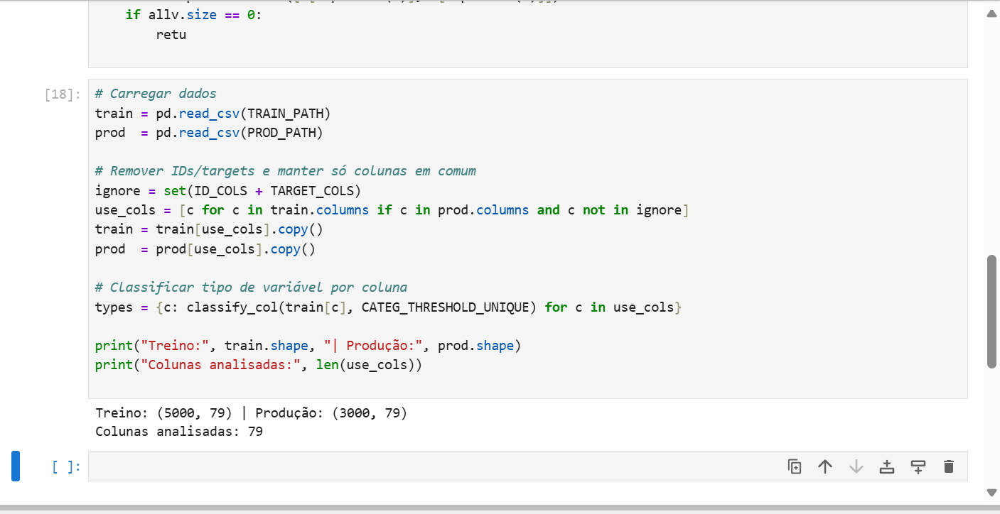 if allv.size == 0:
retu
[18]:
# Carregar dados
train = pd.read_csv(TRAIN_PATH)
prod  = pd.read_csv(PROD_PATH)
# Remover IDs/targets e manter só colunas em comum
ignore = set(ID_COLS + TARGET_COLS)
use_cols = [c for c in train.columns if c in prod.columns and c not in ignore]
train = train[use_cols].copy()
prod  = prod[use_cols].copy()
# Classificar tipo de variável por coluna
types = {c: classify_col(train[c], CATEG_THRESHOLD_UNIQUE) for c in use_cols}
print("Treino:", train.shape, "| Produção:", prod.shape)
print("Colunas analisadas:", len(use_cols))
Treino: (5000, 79) | Produção: (3000, 79)
Colunas analisadas: 79
[ ]: